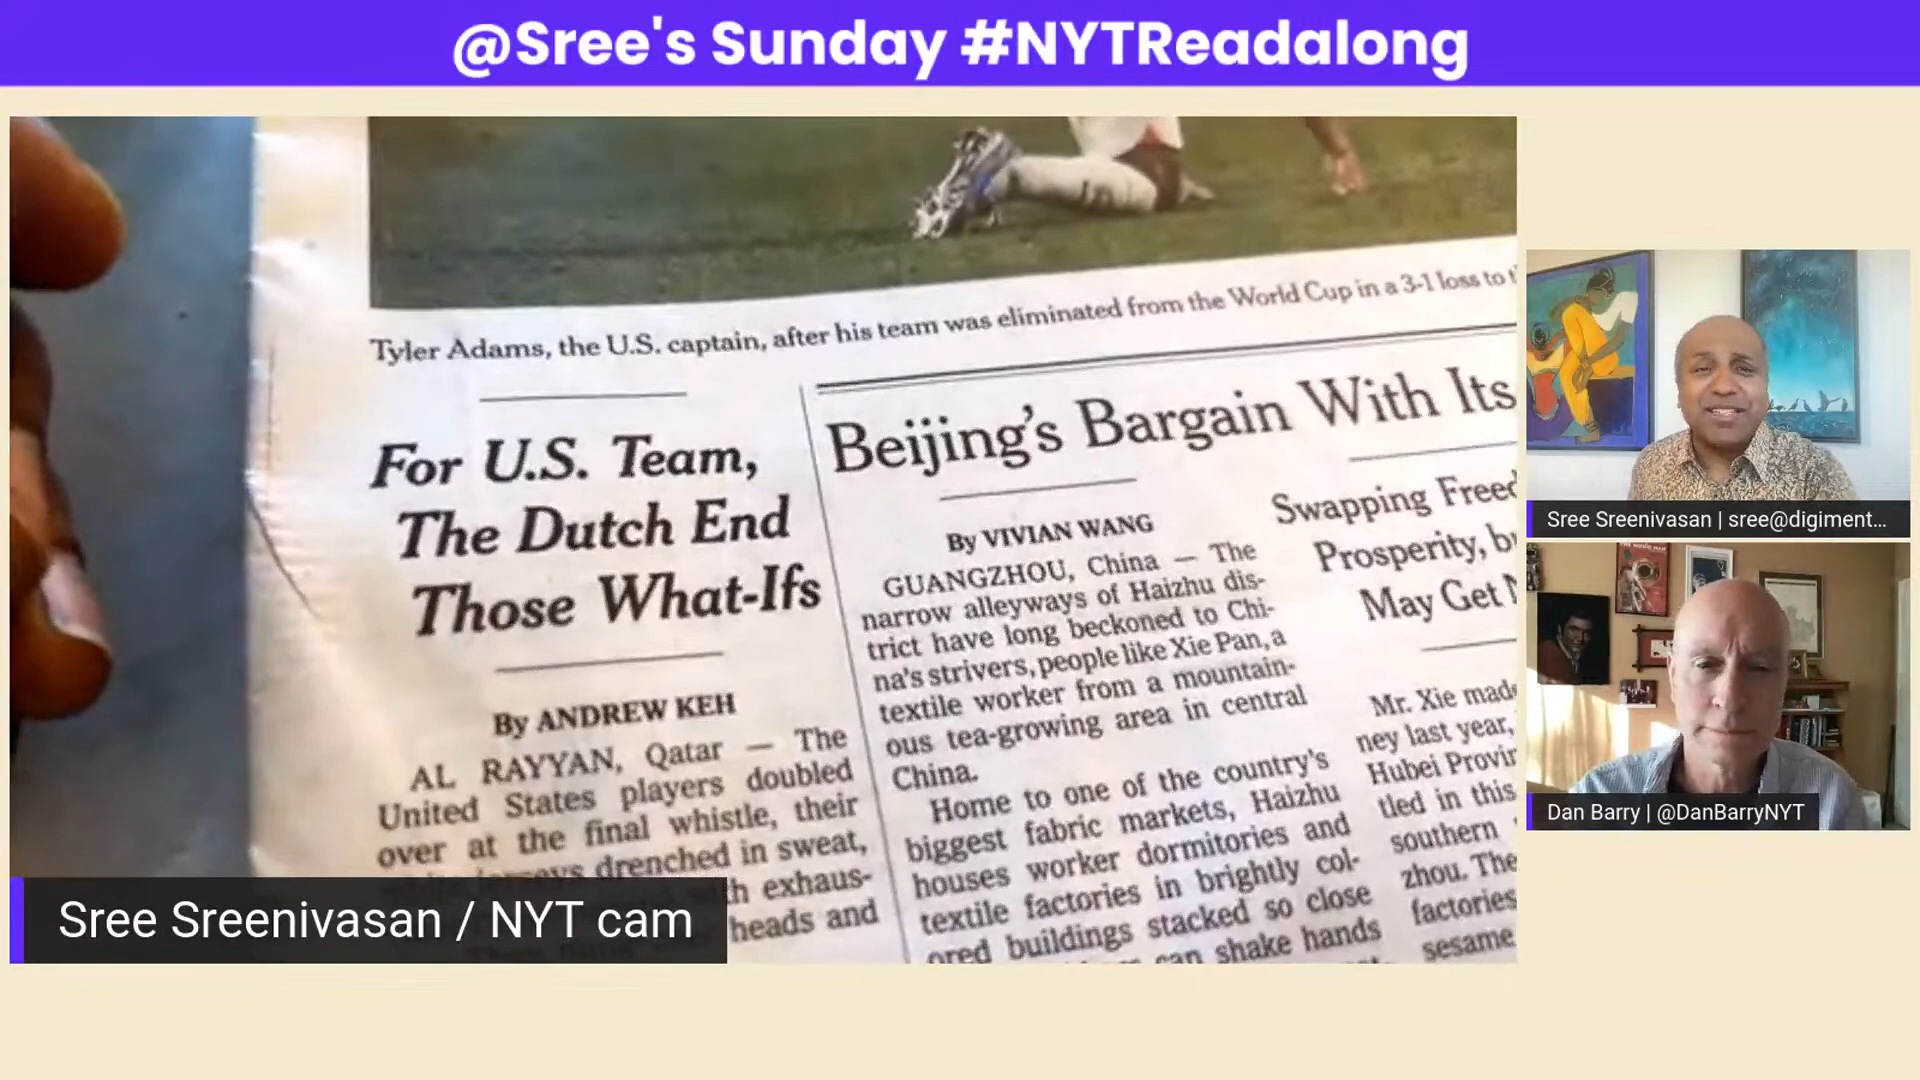 @Sree's Sunday #NYTReadalong
Tyler Adams, the U.S. captain, after his team was eliminated from the World Cup in a 3-1 loss to
For U.S. Team,
The Dutch End
Those What-Ifs
By ANDREW KEH
AL RAYYAN, Qatar — The
United States players doubled
over at the final whistle, their
drenched in sweat,
exhaus-
heads and
Beijing's Bargain With Its
By VIVIAN WANG
GUANGZHOU, China — The
narrow alleyways of Haizhu dis-
trict have long beckoned to Chi-
na's strivers, people like Xie Pan, a
textile worker from a mountain-
ous tea-growing area in central
China.
Home to one of the country's
biggest fabric markets, Haizhu
houses worker dormitories and
textile factories in brightly col-
ored buildings stacked so close
can shake hands
Swapping
Prosperity,
May Get
Mr. Xie made
ney last year,
Hubei
tled in this
southern
zhou. The
factories
sesame
Sree Sreenivasan / NYT cam
Sree Sreenivasan | sree@digiment...
Dan Barry | @DanBarryNYT